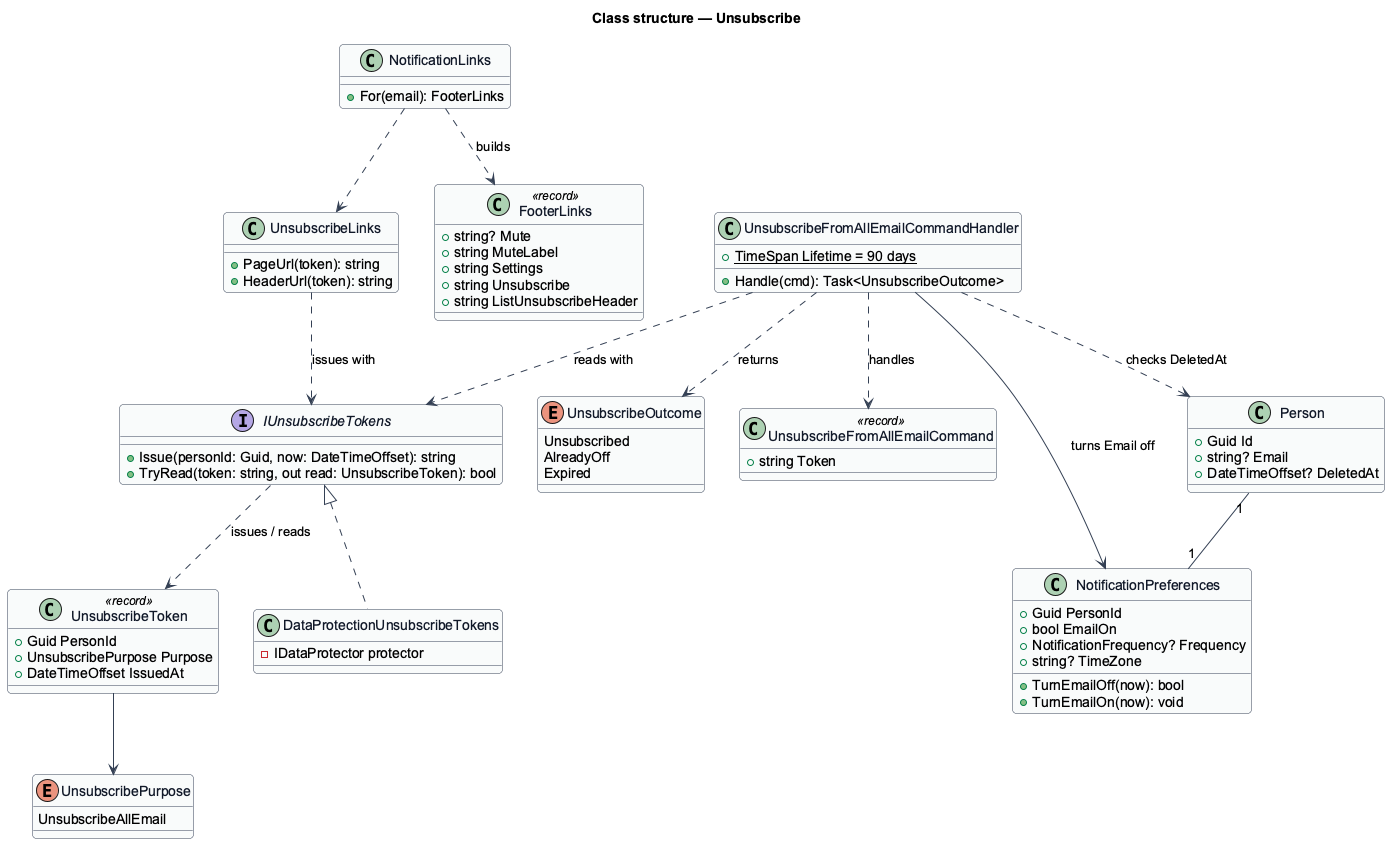 Class structure — Unsubscribe
C NotificationLinks
For(email): FooterLinks
builds
C «record»
FooterLinks
string? Mute
string MuteLabel
string Settings
string Unsubscribe
string ListUnsubscribeHeader
C UnsubscribeLinks
PageUrl(token): string
HeaderUrl(token): string
C UnsubscribeFromAllEmailCommandHandler
TimeSpan Lifetime = 90 days
Handle(cmd): Task<UnsubscribeOutcome>
issues with
reads with
returns
handles
turns Email off
checks DeletedAt
I IUnsubscribeTokens
Issue(personId: Guid, now: DateTimeOffset): string
TryRead(token: string, out read: UnsubscribeToken): bool
E UnsubscribeOutcome
Unsubscribed
AlreadyOff
Expired
C «record»
UnsubscribeFromAllEmailCommand
string Token
C Person
Guid Id
string? Email
DateTimeOffset? DeletedAt
1
1
issues / reads
C «record»
UnsubscribeToken
Guid PersonId
UnsubscribePurpose Purpose
DateTimeOffset IssuedAt
C DataProtectionUnsubscribeTokens
IDataProtector protector
C NotificationPreferences
Guid PersonId
bool EmailOn
NotificationFrequency? Frequency
string? TimeZone
TurnEmailOff(now): bool
TurnEmailOn(now): void
E UnsubscribePurpose
UnsubscribeAllEmail